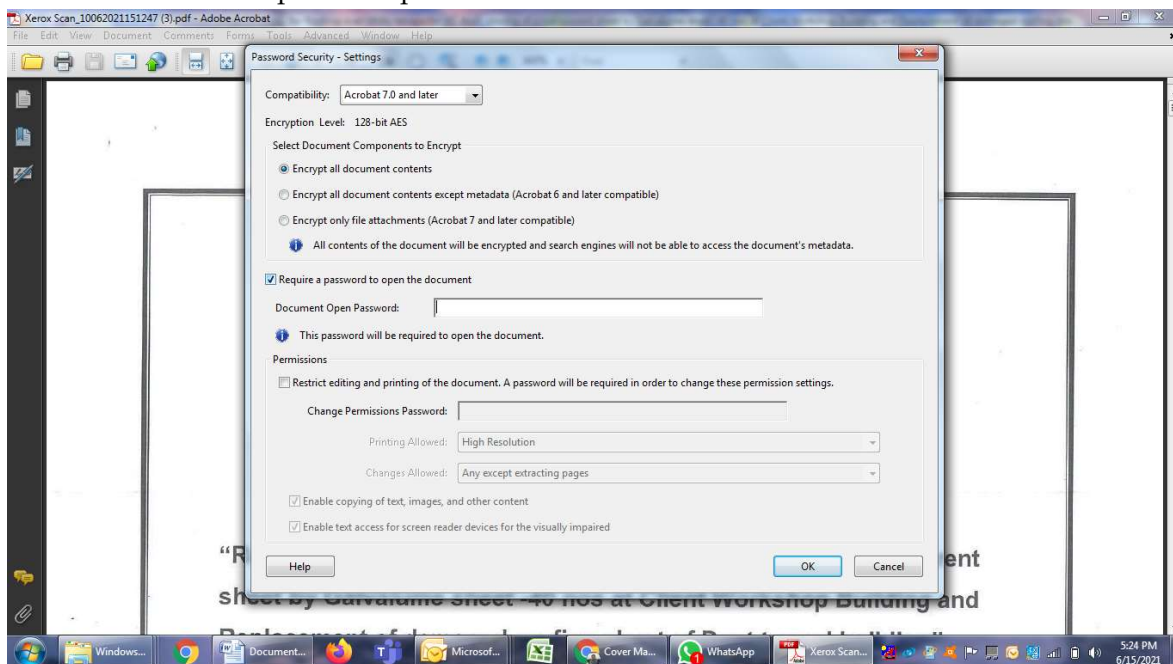 Xerox Scan_10062021151247 (3).pdf - Adobe Acrobat
File Edit View Document Comments Forms Tools Advanced Window Help
Password Security - Settings
Compatibility: Acrobat 7.0 and later
Encryption Level: 128-bit AES
Select Document Components to Encrypt
Encrypt all document contents
Encrypt all document contents except metadata (Acrobat 6 and later compatible)
Encrypt only file attachments (Acrobat 7 and later compatible)
All contents of the document will be encrypted and search engines will not be able to access the document's metadata.
Require a password to open the document
Document Open Password:
This password will be required to open the document.
Permissions
Restrict editing and printing of the document. A password will be required in order to change these permission settings.
Change Permissions Password:
Printing Allowed: High Resolution
Changes Allowed: Any except extracting pages
Enable copying of text, images, and other content
Enable text access for screen reader devices for the visually impaired
Help OK Cancel
“R ent
sheet by Galvalume sheet -40 nos at Client Workshop Building and
Windows... Document... Microsof... Cover Ma... WhatsApp Xerox Scan... 5:24 PM
6/15/2021